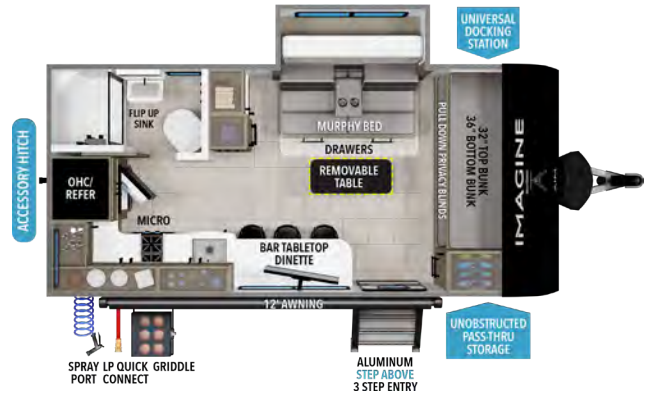 UNIVERSAL
DOCKING
STATION
FLIP UP
SINK
MURPHY BED
DRAWERS
REMOVABLE
TABLE
PULL DOWN PRIVACY BLINDS
32" TOP BUNK
36" BOTTOM BUNK
IMAGINE
AIM
ACCESSORY HITCH
OHC/
REFER
MICRO
BAR TABLETOP
DINETTE
12' AWNING
SPRAY
PORT
LP QUICK
CONNECT
GRIDDLE
ALUMINUM
STEP ABOVE
3 STEP ENTRY
UNOBSTRUCTED
PASS-THRU
STORAGE